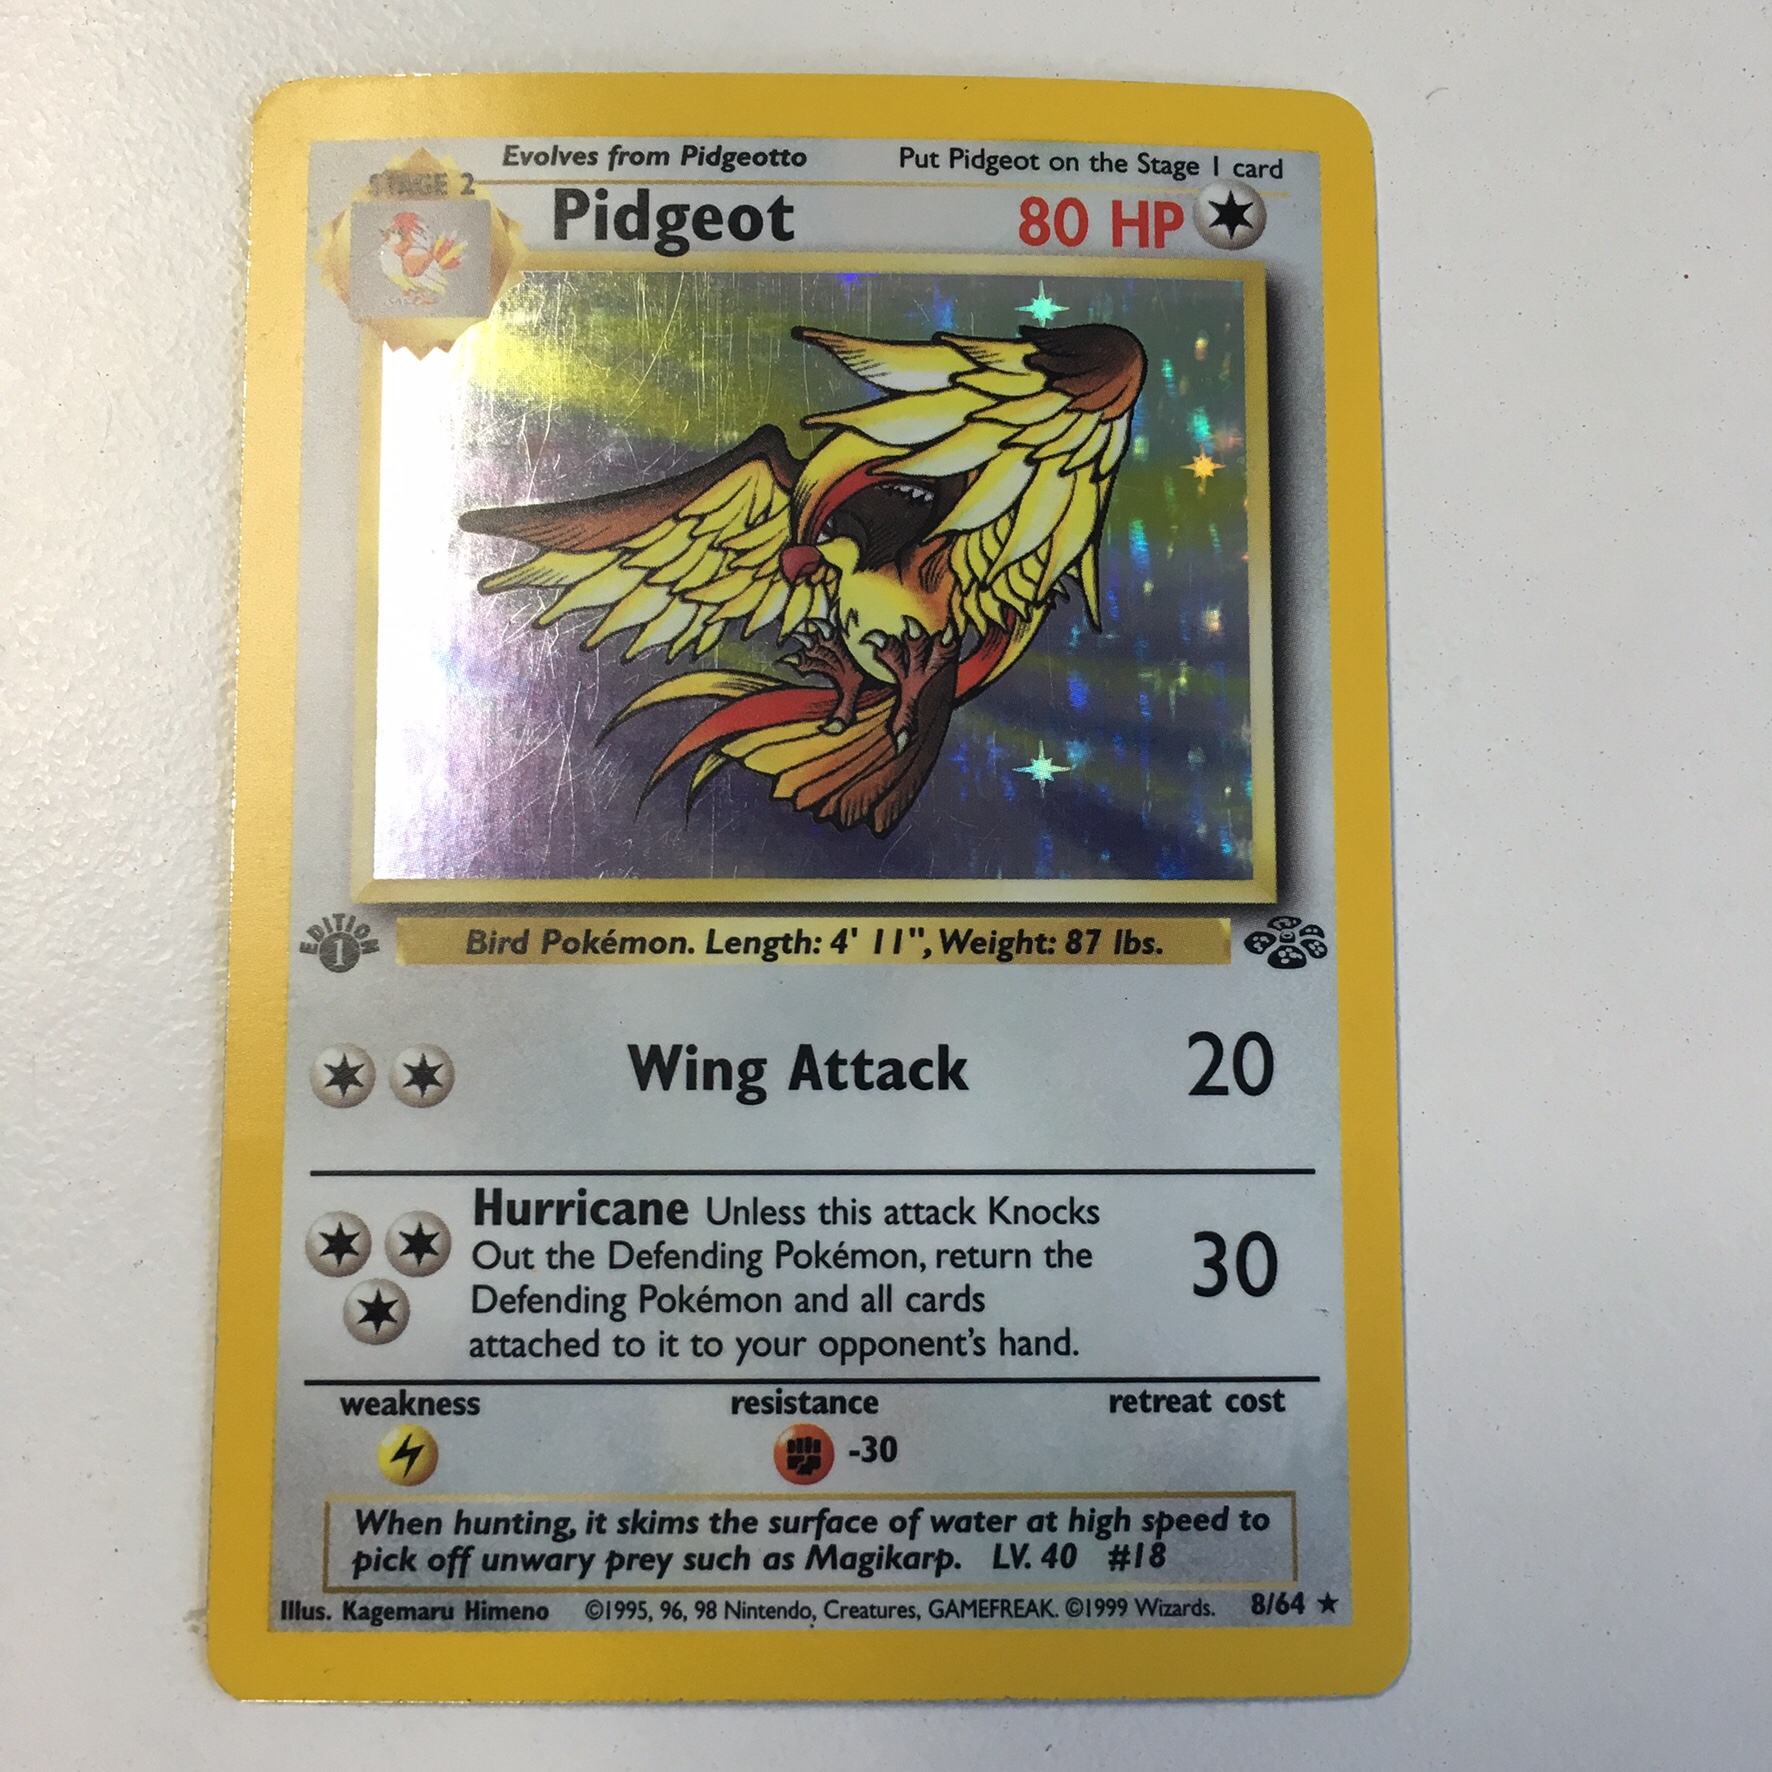 Evolves from Pidgeotto Put Pidgeot on the Stage 1 card
STAGE 2
Pidgeot 80 HP
EDITION
1
Bird Pokémon. Length: 4' 11", Weight: 87 lbs.
Wing Attack 20
Hurricane Unless this attack Knocks
Out the Defending Pokémon, return the
Defending Pokémon and all cards
attached to it to your opponent's hand.
30
weakness resistance retreat cost
-30
When hunting, it skims the surface of water at high speed to
pick off unwary prey such as Magikarp. LV. 40 #18
Illus. Kagemaru Himeno ©1995, 96, 98 Nintendo, Creatures, GAMEFREAK. ©1999 Wizards. 8/64 ★